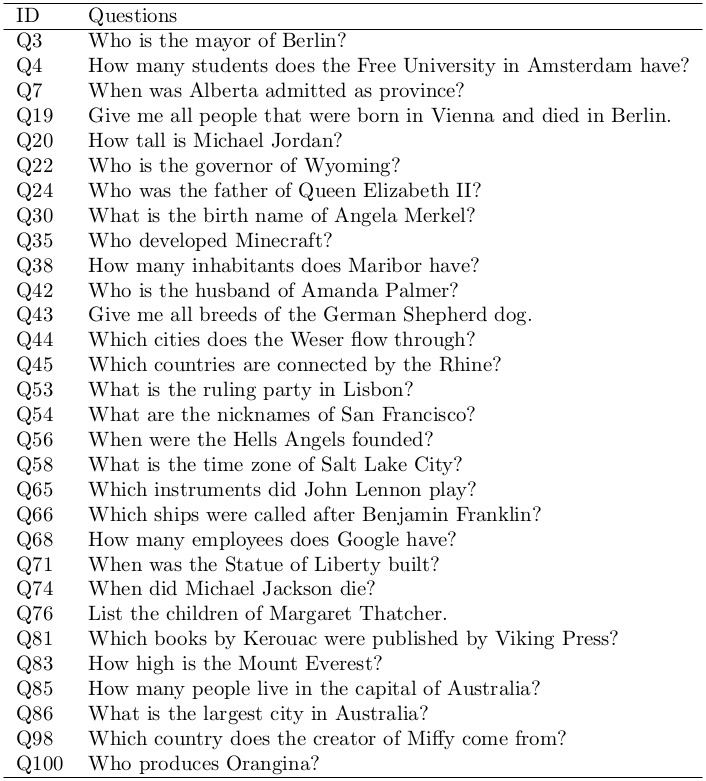 ID Questions
Q3 Who is the mayor of Berlin?
Q4 How many students does the Free University in Amsterdam have?
Q7 When was Alberta admitted as province?
Q19 Give me all people that were born in Vienna and died in Berlin.
Q20 How tall is Michael Jordan?
Q22 Who is the governor of Wyoming?
Q24 Who was the father of Queen Elizabeth II?
Q30 What is the birth name of Angela Merkel?
Q35 Who developed Minecraft?
Q38 How many inhabitants does Maribor have?
Q42 Who is the husband of Amanda Palmer?
Q43 Give me all breeds of the German Shepherd dog.
Q44 Which cities does the Weser flow through?
Q45 Which countries are connected by the Rhine?
Q53 What is the ruling party in Lisbon?
Q54 What are the nicknames of San Francisco?
Q56 When were the Hells Angels founded?
Q58 What is the time zone of Salt Lake City?
Q65 Which instruments did John Lennon play?
Q66 Which ships were called after Benjamin Franklin?
Q68 How many employees does Google have?
Q71 When was the Statue of Liberty built?
Q74 When did Michael Jackson die?
Q76 List the children of Margaret Thatcher.
Q81 Which books by Kerouac were published by Viking Press?
Q83 How high is the Mount Everest?
Q85 How many people live in the capital of Australia?
Q86 What is the largest city in Australia?
Q98 Which country does the creator of Miffy come from?
Q100 Who produces Orangina?